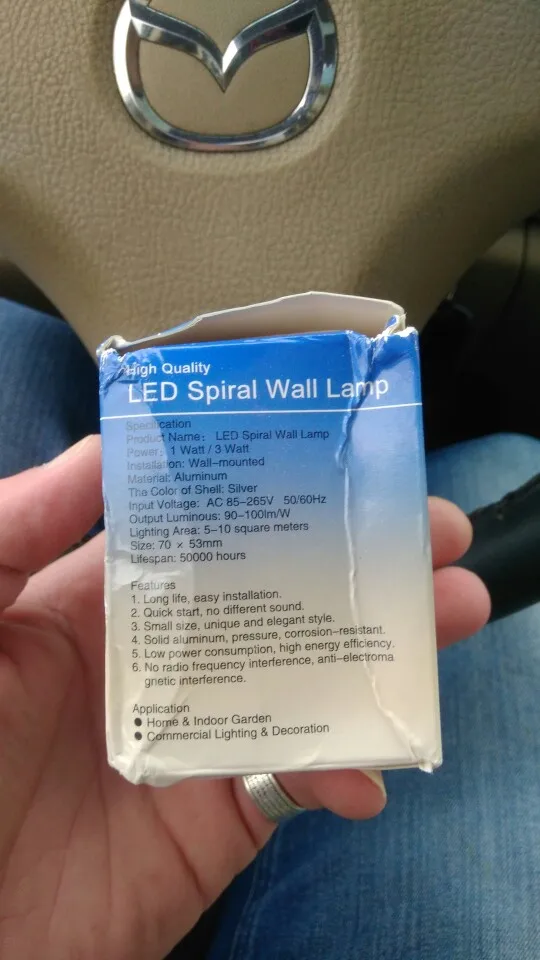 High Quality
LED Spiral Wall Lamp
Specification
Product Name: LED Spiral Wall Lamp
Power: 1 Watt / 3 Watt
Installation: Wall-mounted
Material: Aluminum
The Color of Shell: Silver
Input Voltage: AC 85-265V 50/60Hz
Output Luminous: 90-100lm/W
Lighting Area: 5-10 square meters
Size: 70 × 53mm
Lifespan: 50000 hours
Features
1. Long life, easy installation.
2. Quick start, no different sound.
3. Small size, unique and elegant style.
4. Solid aluminum, pressure, corrosion-resistant.
5. Low power consumption, high energy efficiency.
6. No radio frequency interference, anti-electroma
gnetic interference.
Application
● Home & Indoor Garden
● Commercial Lighting & Decoration